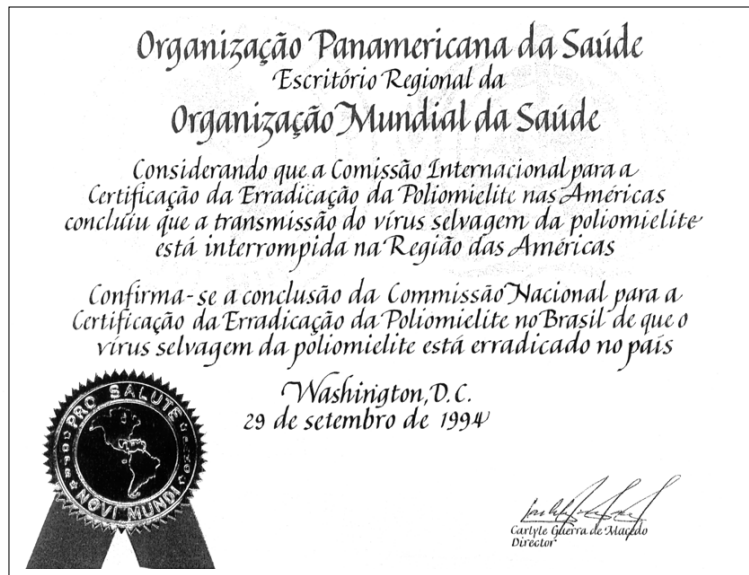 Organização Panamericana da Saúde
Escritório Regional da
Organização Mundial da Saúde
Considerando que a Comissão Internacional para a
Certificação da Erradicação da Poliomielite nas Américas
concluiu que a transmissão do vírus selvagem da poliomielite
está interrompida na Região das Américas
Confirma-se a conclusão da Commissão Nacional para a
Certificação da Erradicação da Poliomielite no Brasil de que o
vírus selvagem da poliomielite está erradicado no país
Washington, D.C.
29 de setembro de 1994
PRO SALUTE
NOVI MUNDI
Carlyle Guerra de Macedo
Director